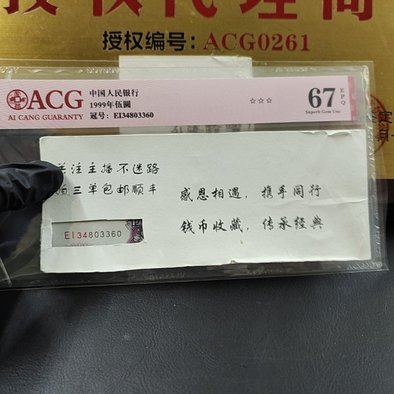 授权代理商
授权编号：ACG0261
ACG
AI CANG GUARANTY
中国人民银行
1999年伍圆
冠号：EI34803360
☆☆☆
67 EPQ
Superb Gem Unc
关注主播不迷路
三单包邮顺丰
感恩相遇，携手同行
钱币收藏，传承经典
EI34803360